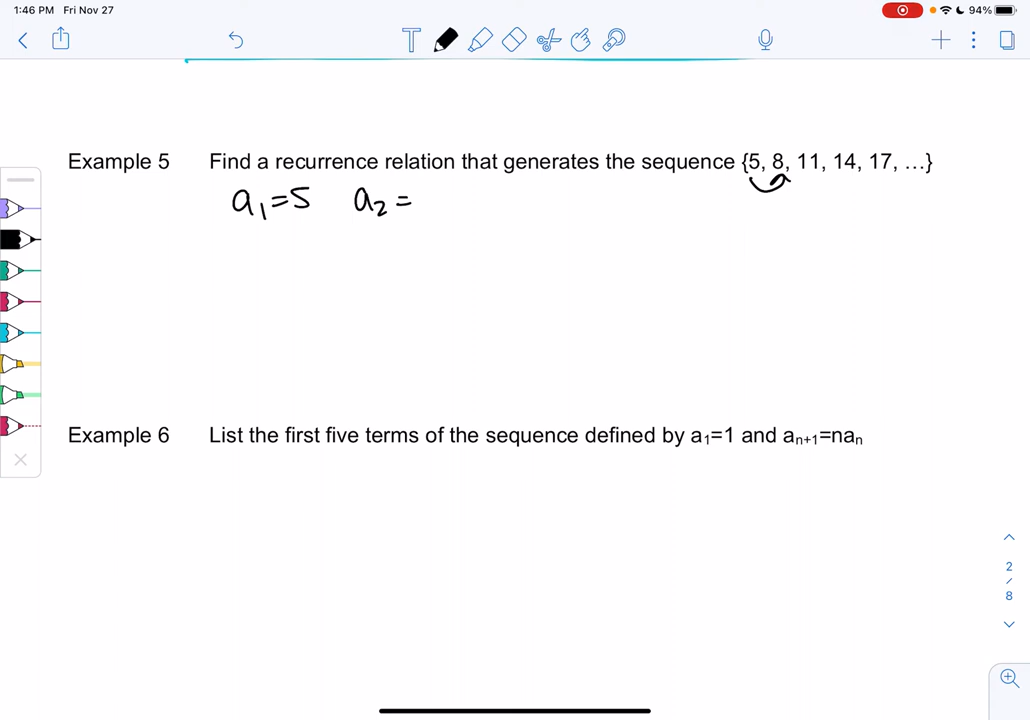 1:46 PM Fri Nov 27 94%
T
Example 5 Find a recurrence relation that generates the sequence {5, 8, 11, 14, 17, …}
a₁=5 a₂=
Example 6 List the first five terms of the sequence defined by a₁=1 and aₙ₊₁=naₙ
2
/
8